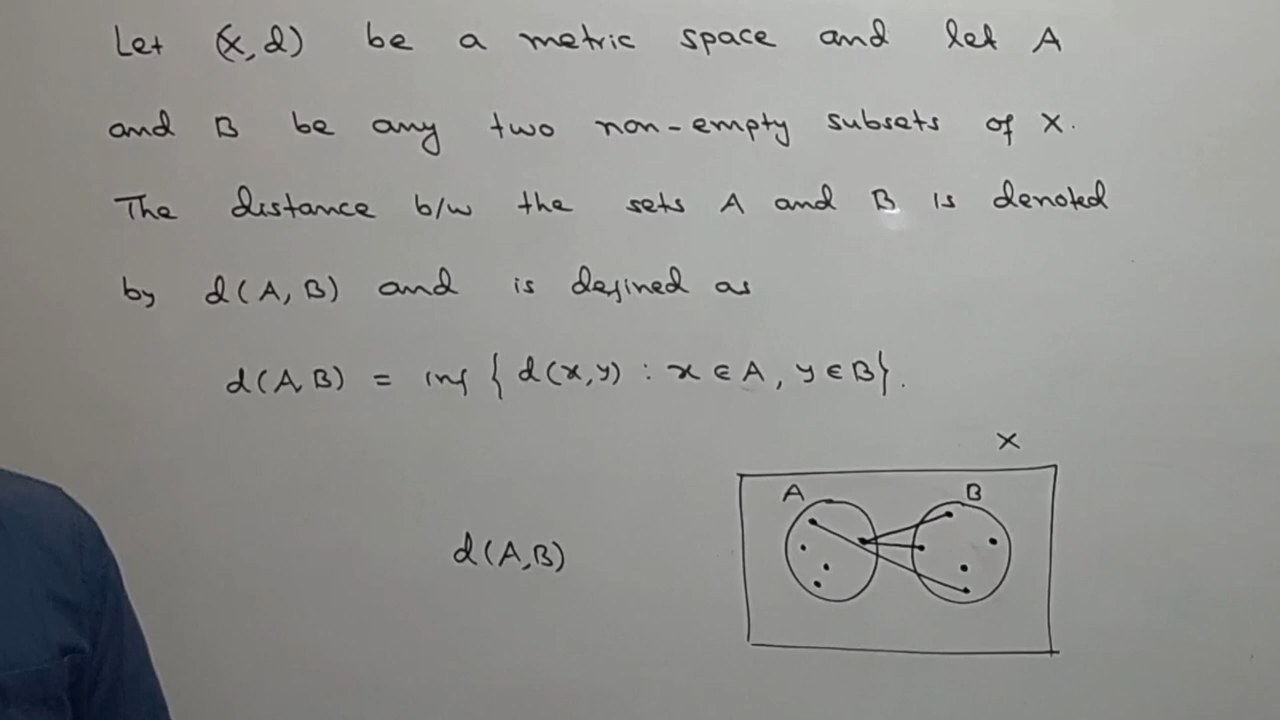 Let (X, d) be a metric space and let A
and B be any two non-empty subsets of X.
The distance b/w the sets A and B is denoted
by d(A, B) and is defined as
d(A,B) = inf { d(x,y) : x ∈ A, y ∈ B}.
X
A B
d(A,B)